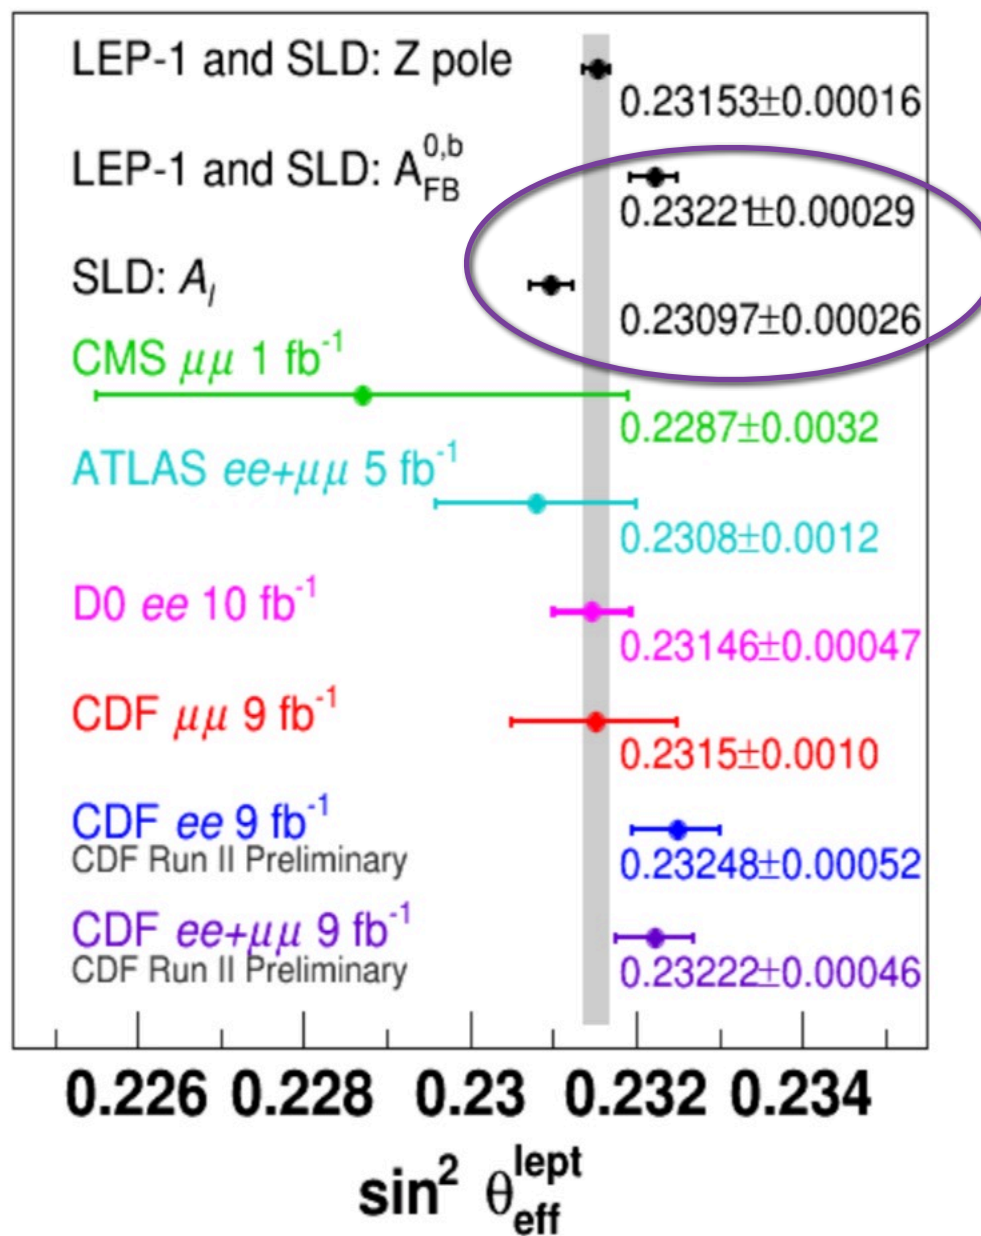 LEP-1 and SLD: Z pole
0.23153±0.00016
LEP-1 and SLD: A_FB^0,b
0.23221±0.00029
SLD: A_l
0.23097±0.00026
CMS μμ 1 fb^-1
0.2287±0.0032
ATLAS ee+μμ 5 fb^-1
0.2308±0.0012
D0 ee 10 fb^-1
0.23146±0.00047
CDF μμ 9 fb^-1
0.2315±0.0010
CDF ee 9 fb^-1
CDF Run II Preliminary
0.23248±0.00052
CDF ee+μμ 9 fb^-1
CDF Run II Preliminary
0.23222±0.00046
0.226 0.228 0.23 0.232 0.234
sin² θ_eff^lept